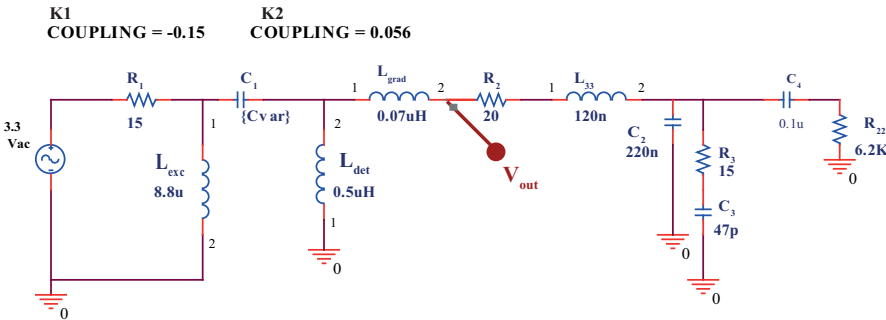 K1
COUPLING = -0.15
K2
COUPLING = 0.056
3.3
Vac
R1
15
C1
{Cv ar}
1
Lexc
8.8u
2
2
Ldet
0.5uH
1
0
Lgrad
1
2
0.07uH
R2
20
Vout
L33
1
2
120n
C2
220n
0
R3
15
C3
47p
0
C4
0.1u
R22
6.2K
0
0